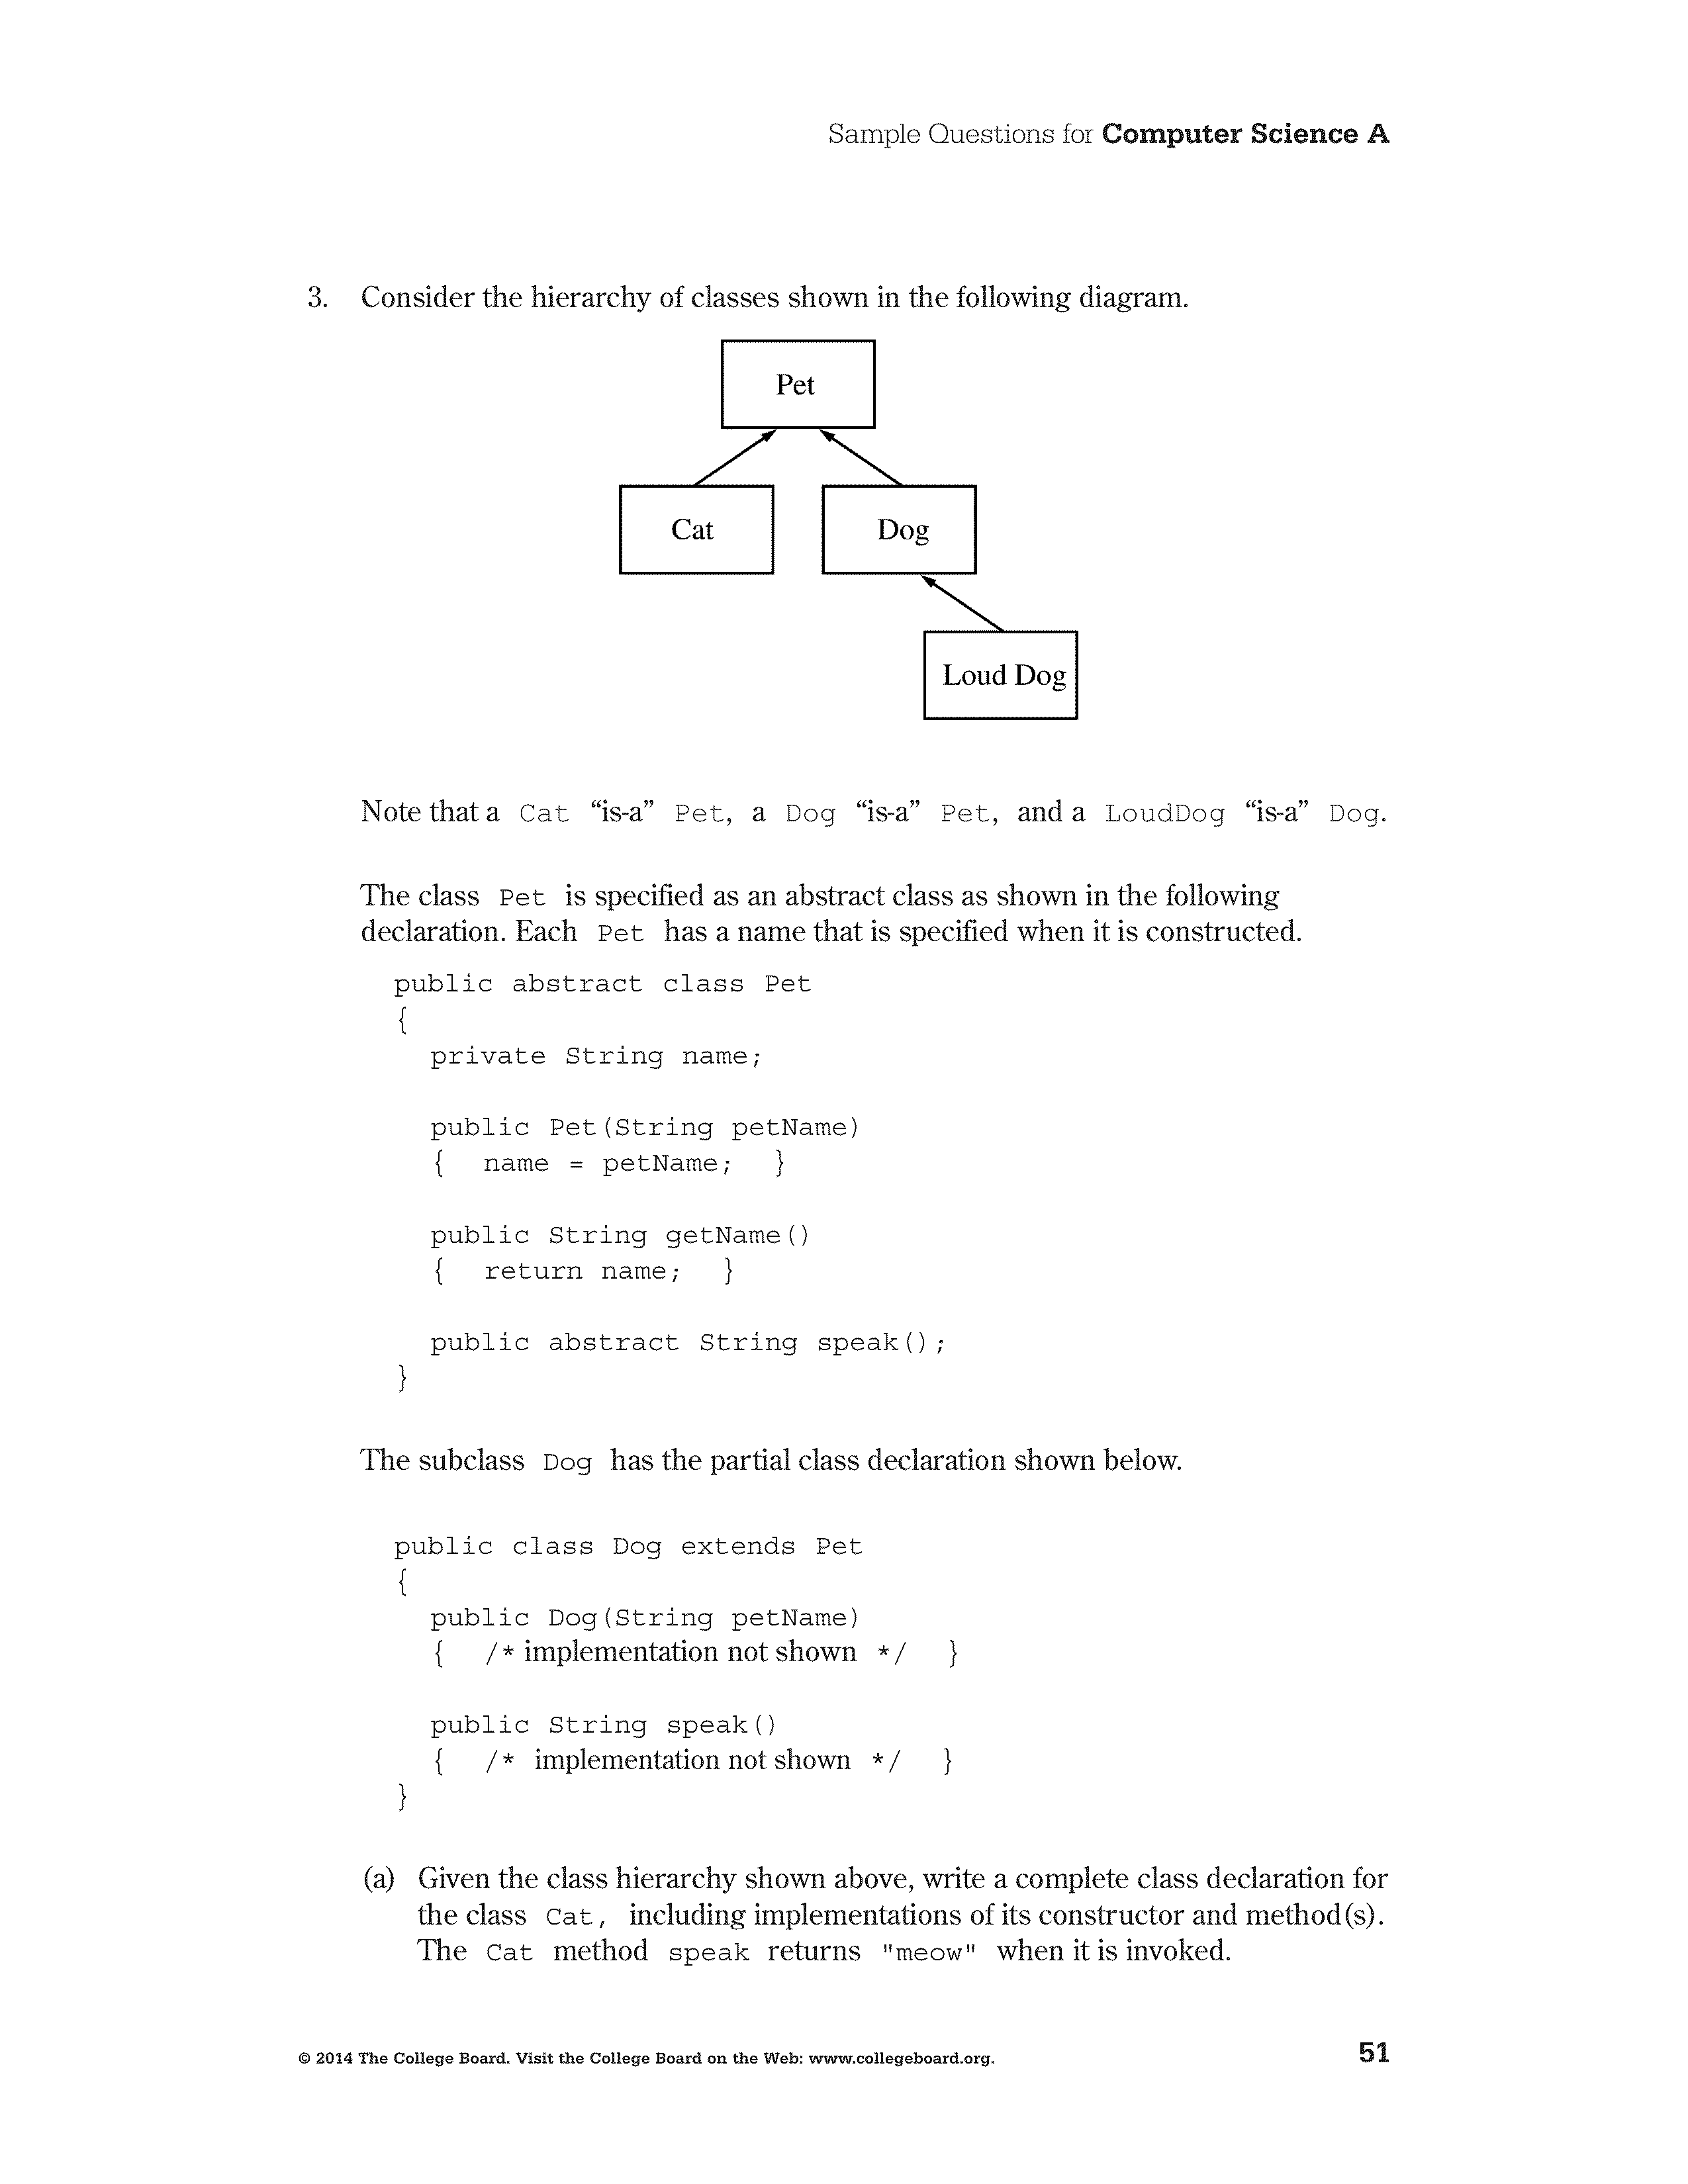 Sample Questions for Computer Science A
3. Consider the hierarchy of classes shown in the following diagram.
Pet
Cat
Dog
Loud Dog
Note that a Cat “is-a” Pet, a Dog “is-a” Pet, and a LoudDog “is-a” Dog.
The class Pet is specified as an abstract class as shown in the following
declaration. Each Pet has a name that is specified when it is constructed.
public abstract class Pet
{
private String name;
public Pet(String petName)
{ name = petName; }
public String getName()
{ return name; }
public abstract String speak();
}
The subclass Dog has the partial class declaration shown below.
public class Dog extends Pet
{
public Dog(String petName)
{ /* implementation not shown */ }
public String speak()
{ /* implementation not shown */ }
}
(a) Given the class hierarchy shown above, write a complete class declaration for
the class Cat, including implementations of its constructor and method(s).
The Cat method speak returns "meow" when it is invoked.
© 2014 The College Board. Visit the College Board on the Web: www.collegeboard.org.
51